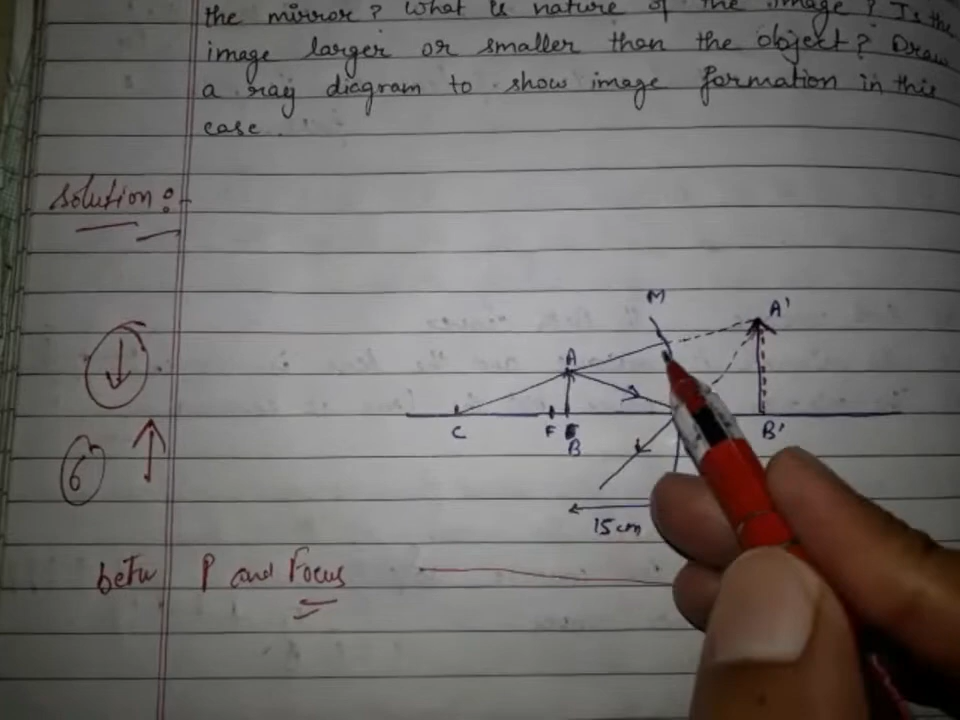 the mirror? What is nature of the image? Is the
image larger or smaller than the object? Draw
a ray diagram to show image formation in this
case.
Solution :-
M
A'
A
C
F
B
B'
6
15cm
betw P and Focus